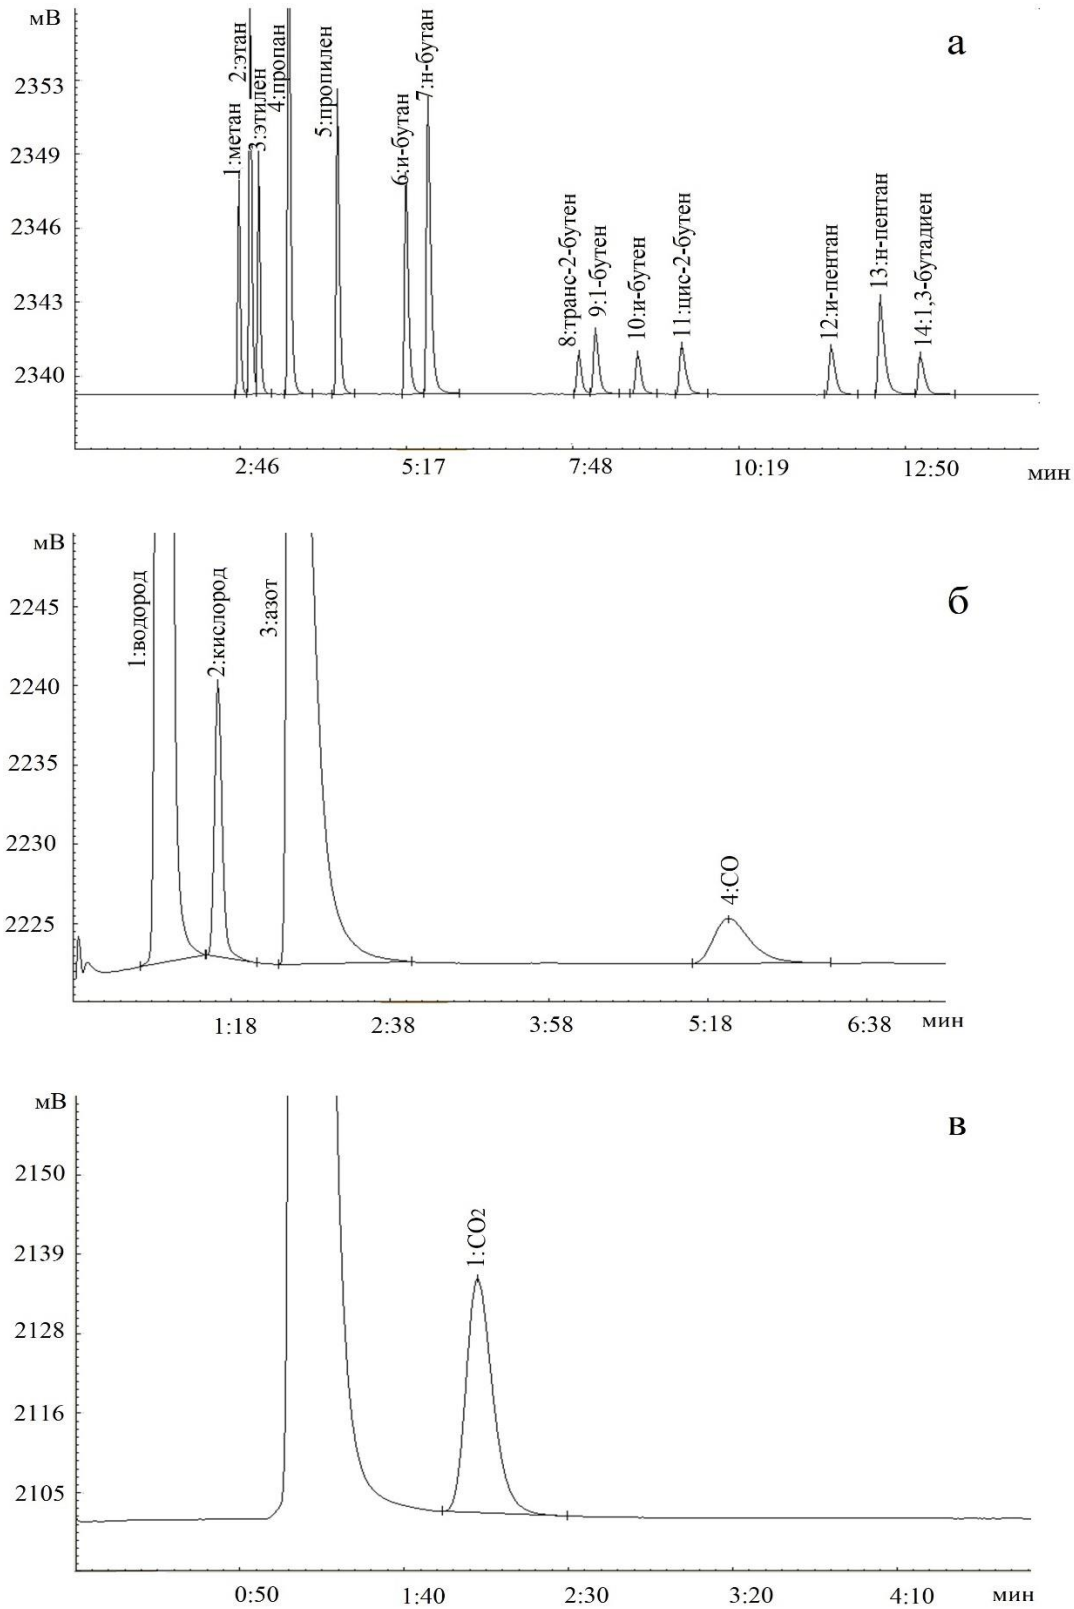 мВ
а
2353
2349
2346
2343
2340
1:метан
2:этан
3:этилен
4:пропан
5:пропилен
6:и-бутан
7:н-бутан
8:транс-2-бутен
9:1-бутен
10:и-бутен
11:цис-2-бутен
12:и-пентан
13:н-пентан
14:1,3-бутадиен
2:46 5:17 7:48 10:19 12:50 мин
мВ
б
2245
2240
2235
2230
2225
1:водород
2:кислород
3:азот
4:CO
1:18 2:38 3:58 5:18 6:38 мин
мВ
в
2150
2139
2128
2116
2105
1:CO2
0:50 1:40 2:30 3:20 4:10 мин